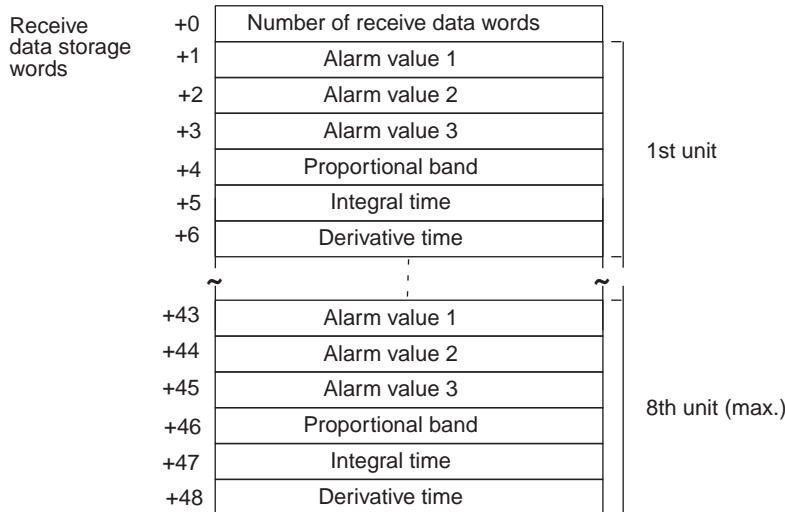 Receive
data storage
words
+0 Number of receive data words
+1 Alarm value 1
+2 Alarm value 2
+3 Alarm value 3
+4 Proportional band
+5 Integral time
+6 Derivative time
1st unit
~ ~
+43 Alarm value 1
+44 Alarm value 2
+45 Alarm value 3
+46 Proportional band
+47 Integral time
+48 Derivative time
8th unit (max.)